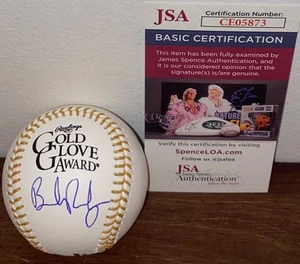 Rawlings
GOLD
GLOVE
AWARD®
JSA
Certification Number
CE05873
BASIC CERTIFICATION
This item has been fully examined by
James Spence Authentication, and
it is our considered opinion that the
signature(s) is/are genuine.
Verify this certification by visiting
SpenceLOA.com
Follow us @jsaloa
JSA
Authentication